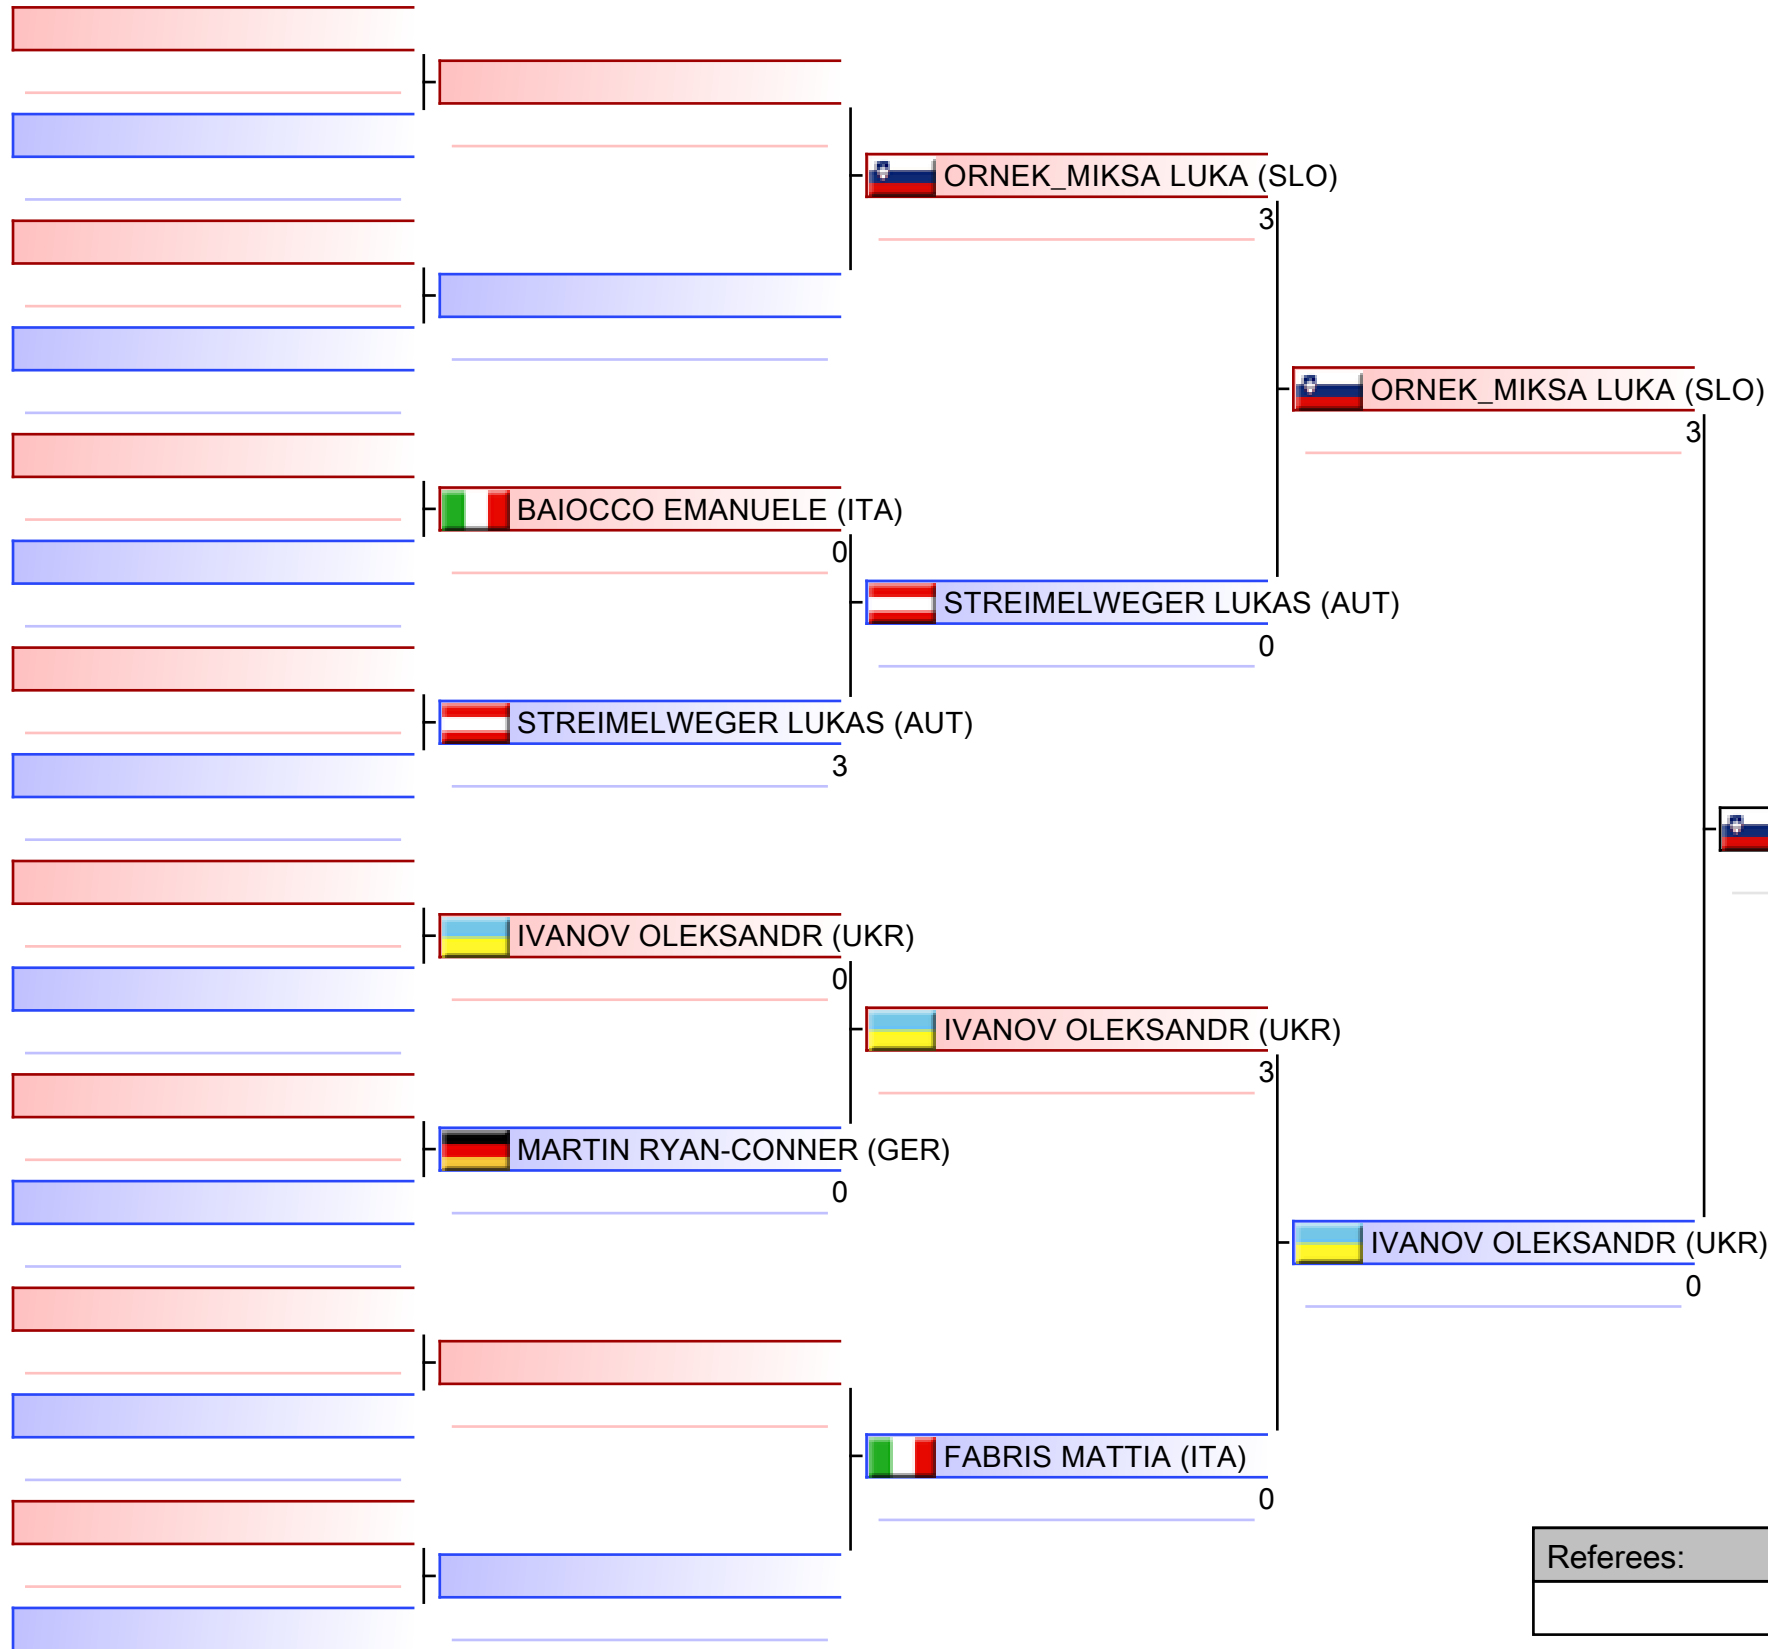 ORNEK_MIKSA LUKA (SLO)
3
ORNEK_MIKSA LUKA (SLO)
3
BAIOCCO EMANUELE (ITA)
0
STREIMELWEGER LUKAS (AUT)
0
STREIMELWEGER LUKAS (AUT)
3
IVANOV OLEKSANDR (UKR)
0
IVANOV OLEKSANDR (UKR)
3
MARTIN RYAN-CONNER (GER)
0
IVANOV OLEKSANDR (UKR)
0
FABRIS MATTIA (ITA)
0
Referees: